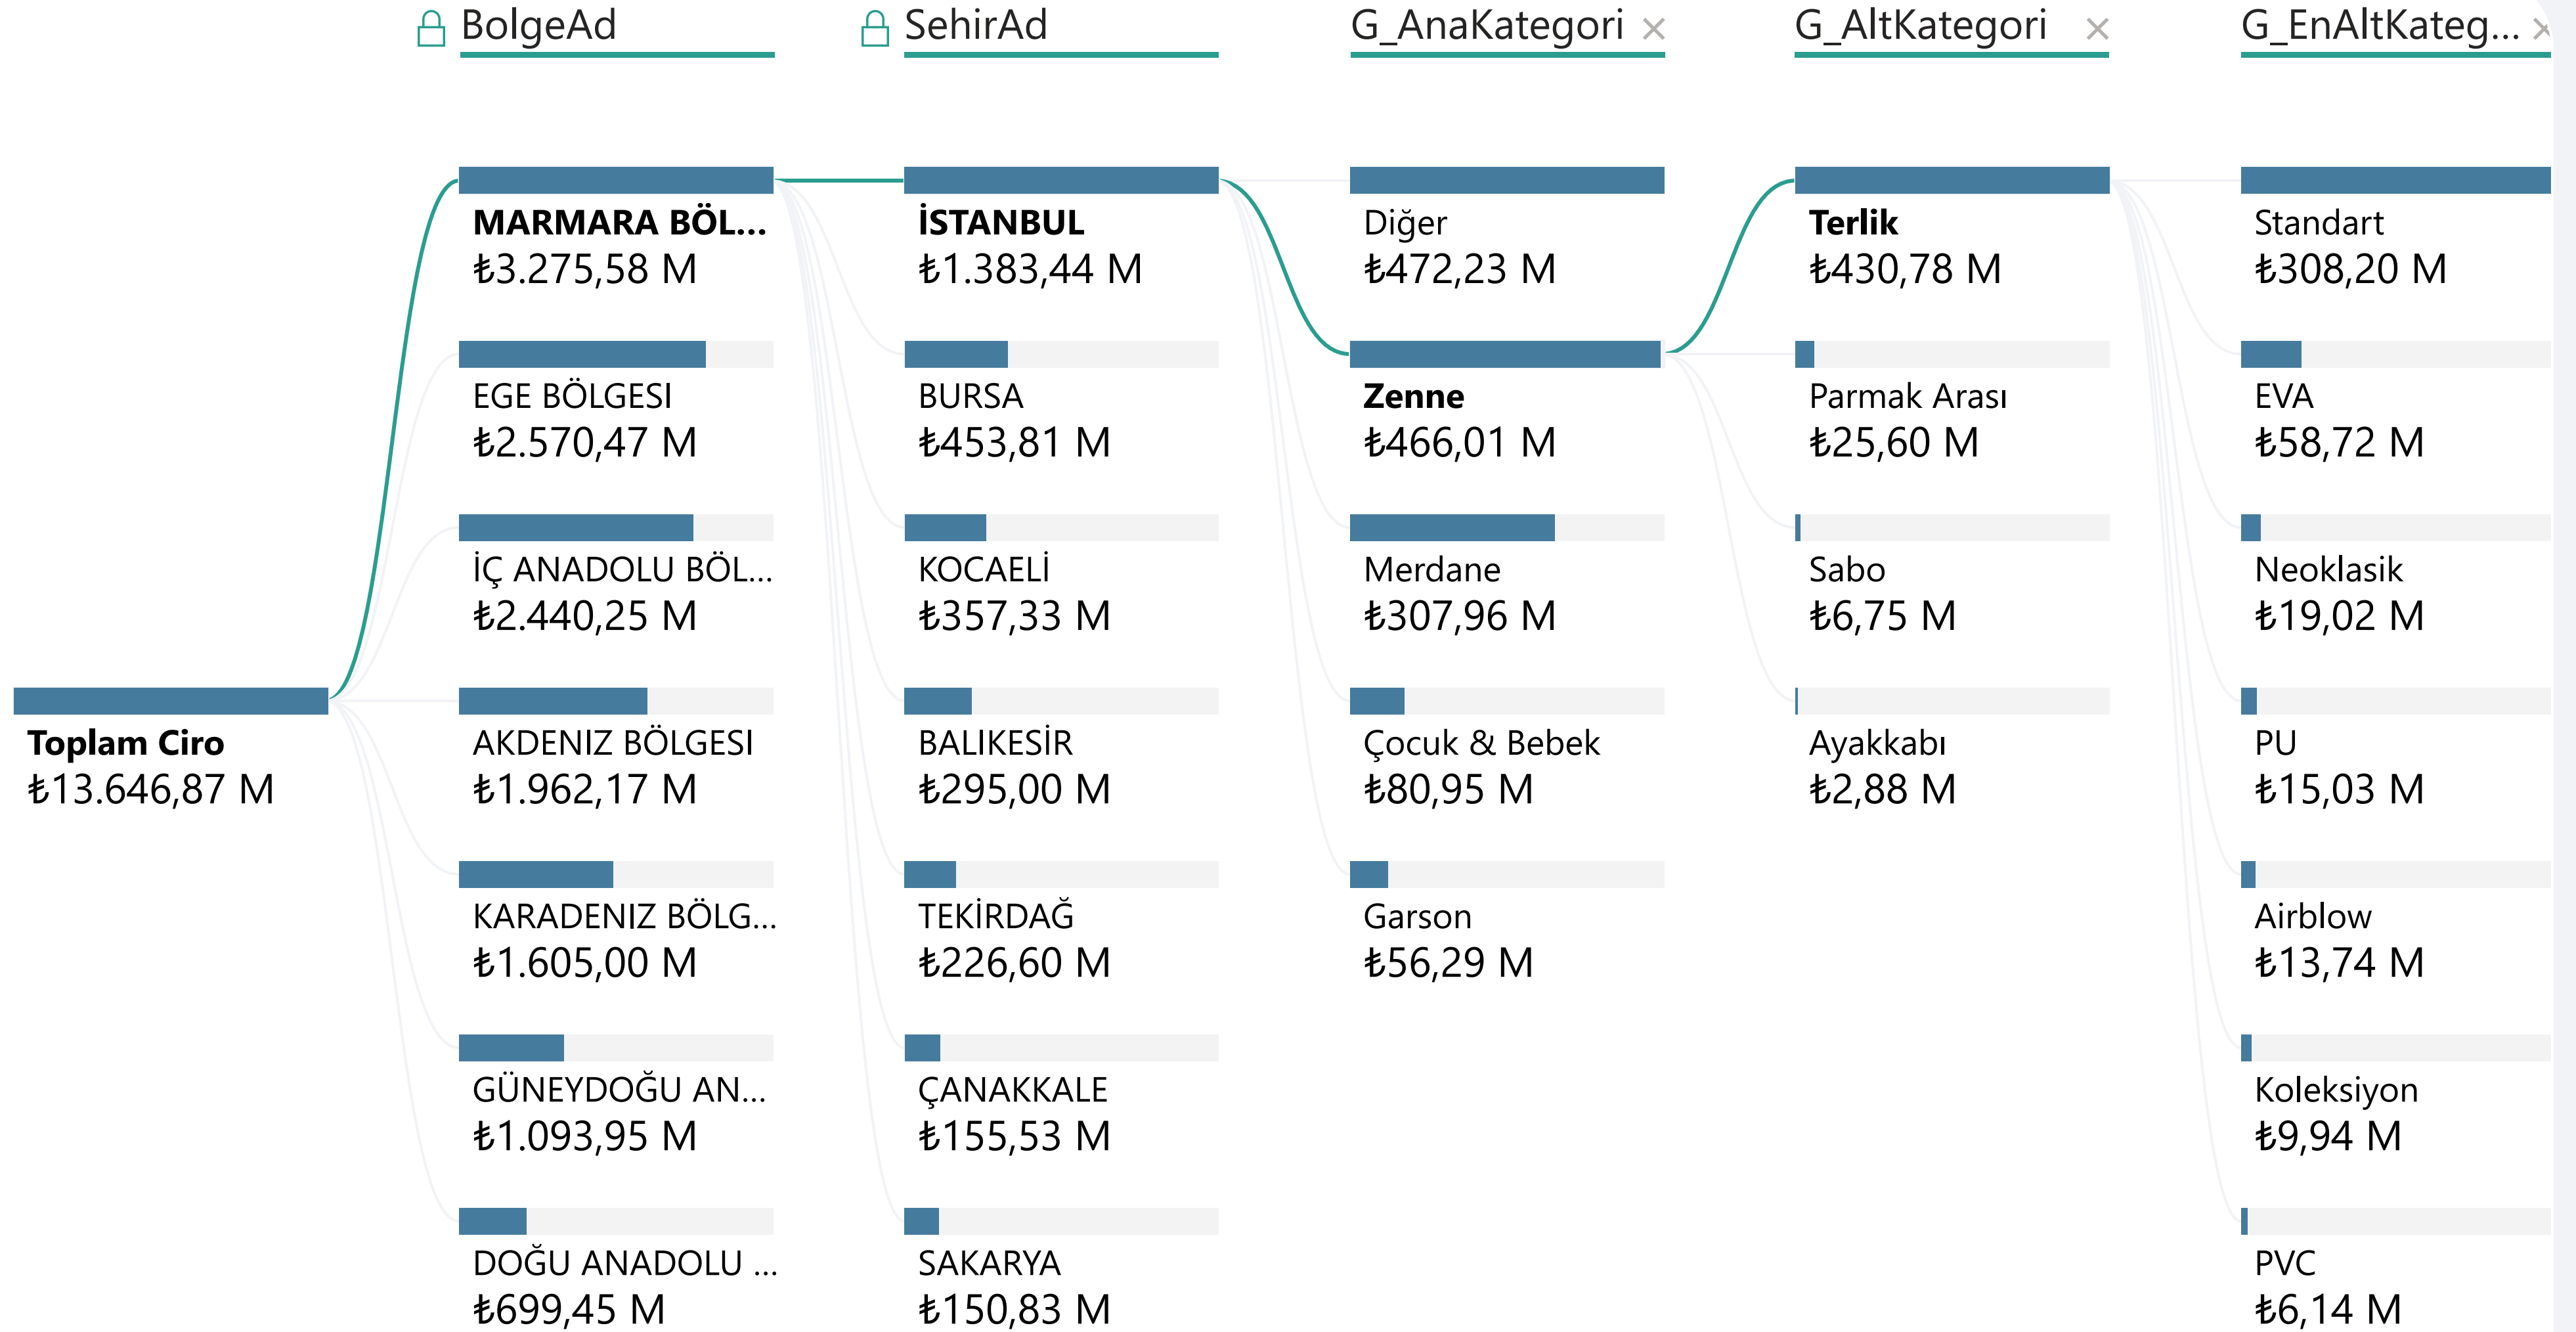 BolgeAd
SehirAd
G_AnaKategori
G_AltKategori
G_EnAltKateg...
Toplam Ciro
₺13.646,87 M
MARMARA BÖL...
₺3.275,58 M
EGE BÖLGESI
₺2.570,47 M
İÇ ANADOLU BÖL...
₺2.440,25 M
AKDENIZ BÖLGESI
₺1.962,17 M
KARADENIZ BÖLG...
₺1.605,00 M
GÜNEYDOĞU AN...
₺1.093,95 M
DOĞU ANADOLU ...
₺699,45 M
İSTANBUL
₺1.383,44 M
BURSA
₺453,81 M
KOCAELİ
₺357,33 M
BALIKESİR
₺295,00 M
TEKİRDAĞ
₺226,60 M
ÇANAKKALE
₺155,53 M
SAKARYA
₺150,83 M
Diğer
₺472,23 M
Zenne
₺466,01 M
Merdane
₺307,96 M
Çocuk & Bebek
₺80,95 M
Garson
₺56,29 M
Terlik
₺430,78 M
Parmak Arası
₺25,60 M
Sabo
₺6,75 M
Ayakkabı
₺2,88 M
Standart
₺308,20 M
EVA
₺58,72 M
Neoklasik
₺19,02 M
PU
₺15,03 M
Airblow
₺13,74 M
Koleksiyon
₺9,94 M
PVC
₺6,14 M